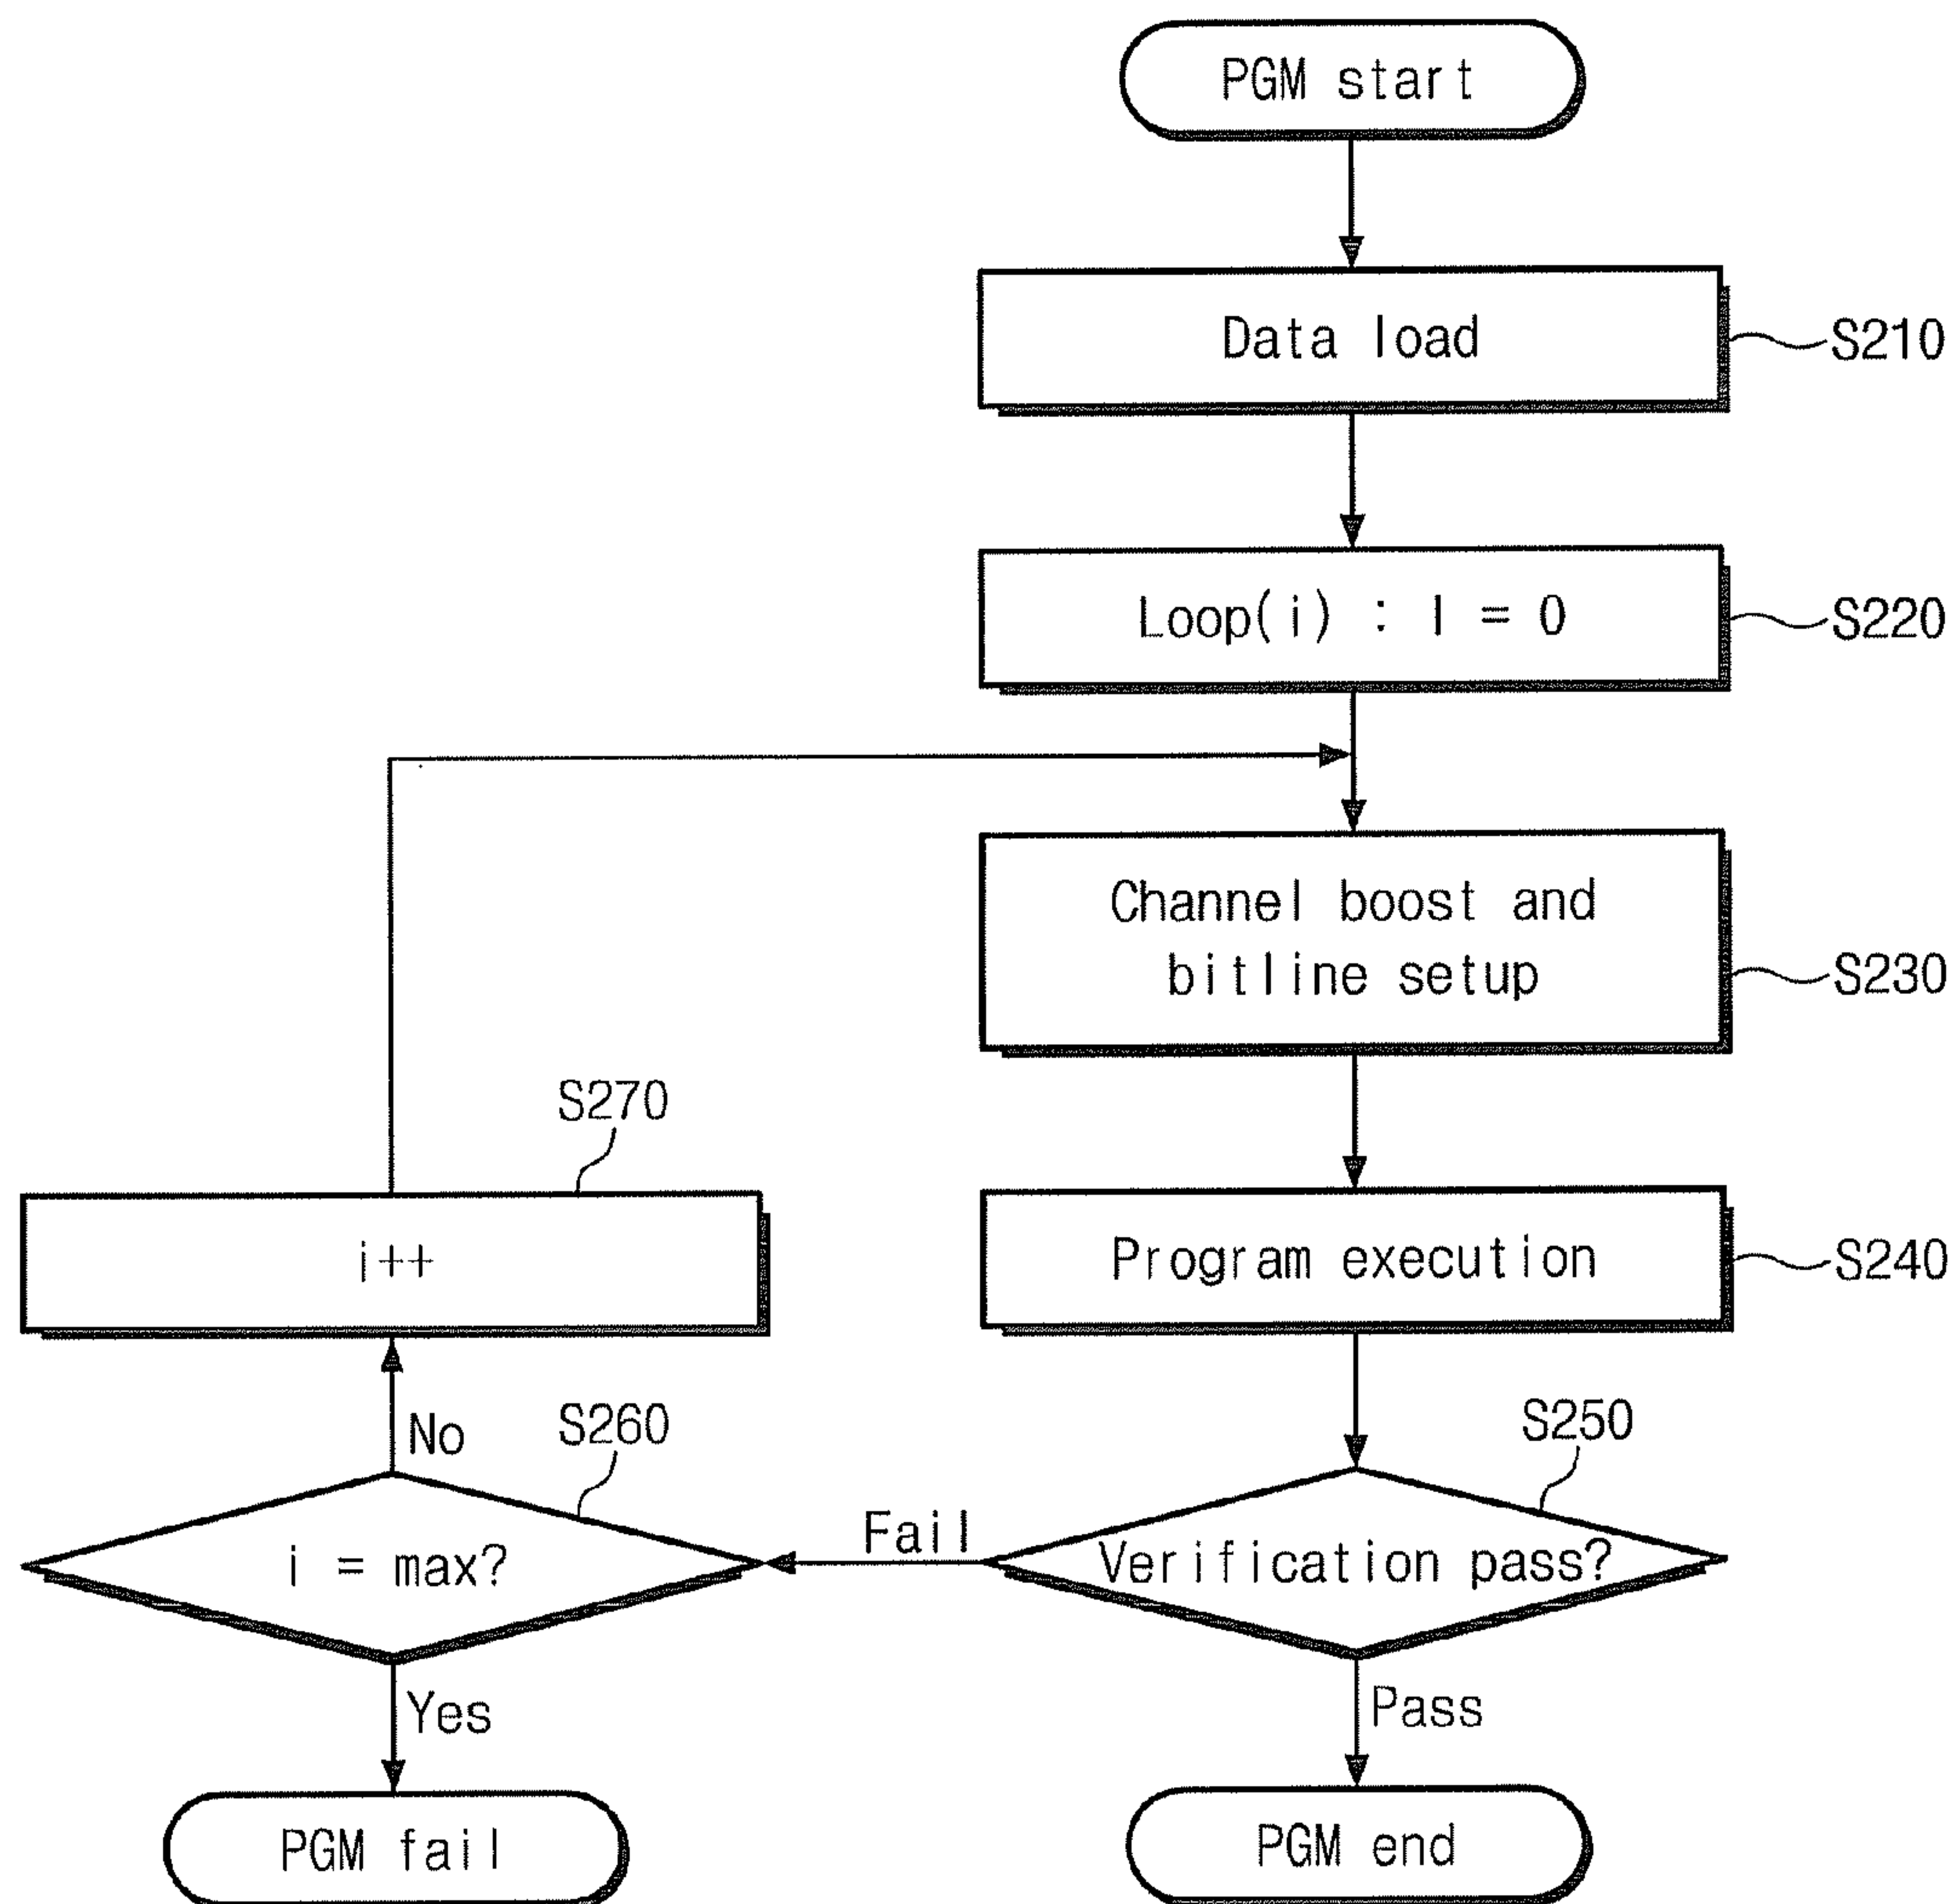 PGM start
Data load
S210
Loop(i) : I = 0
S220
Channel boost and
bitline setup
S230
S270
i++
Program execution
S240
No
S260
S250
i = max?
Fail
Verification pass?
Yes
Pass
PGM fail
PGM end